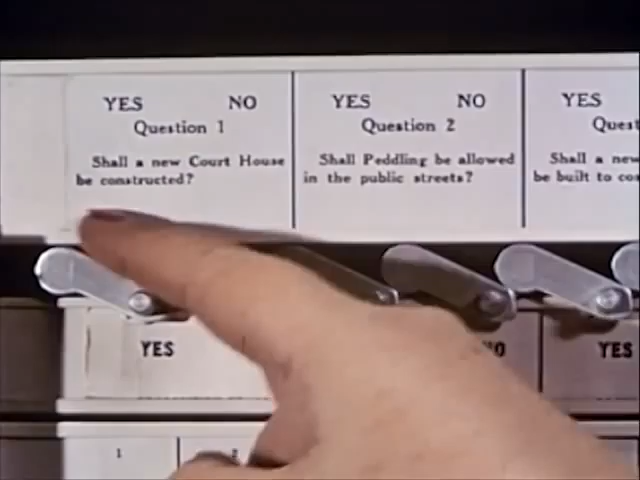 YES NO
Question 1
Shall a new Court House
be constructed?
YES NO
Question 2
Shall Peddling be allowed
in the public streets?
YES
Shall a new
be built to
YES
YES
1 2